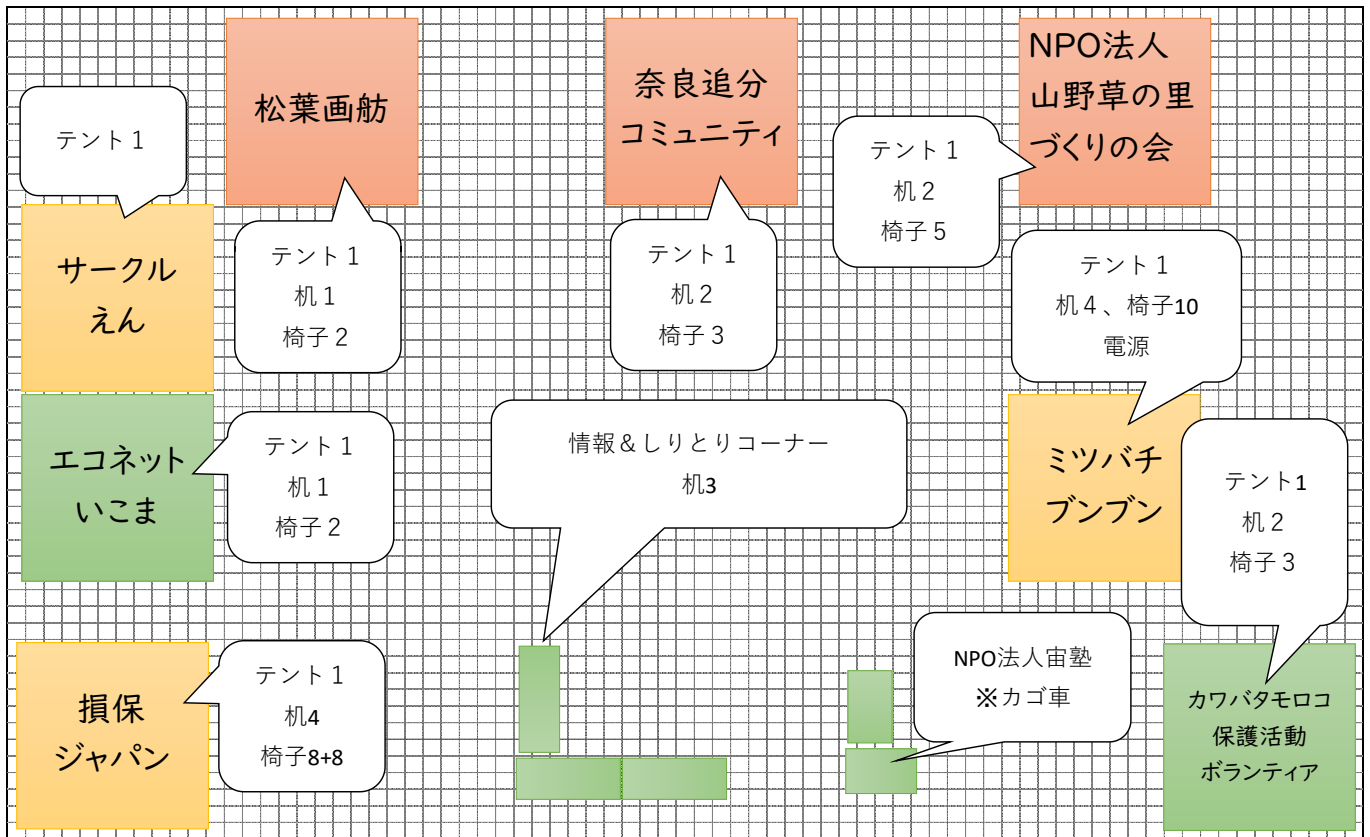 松葉画舫
奈良追分
コミュニティ
NPO法人
山野草の里
づくりの会
テント１
テント１
机２
椅子５
サークル
えん
テント１
机１
椅子２
テント１
机２
椅子３
テント１
机４、椅子10
電源
エコネット
いこま
テント１
机１
椅子２
情報＆しりとりコーナー
机3
ミツバチ
ブンブン
テント1
机２
椅子３
損保
ジャパン
テント１
机4
椅子8+8
NPO法人宙塾
※カゴ車
カワバタモロコ
保護活動
ボランティア